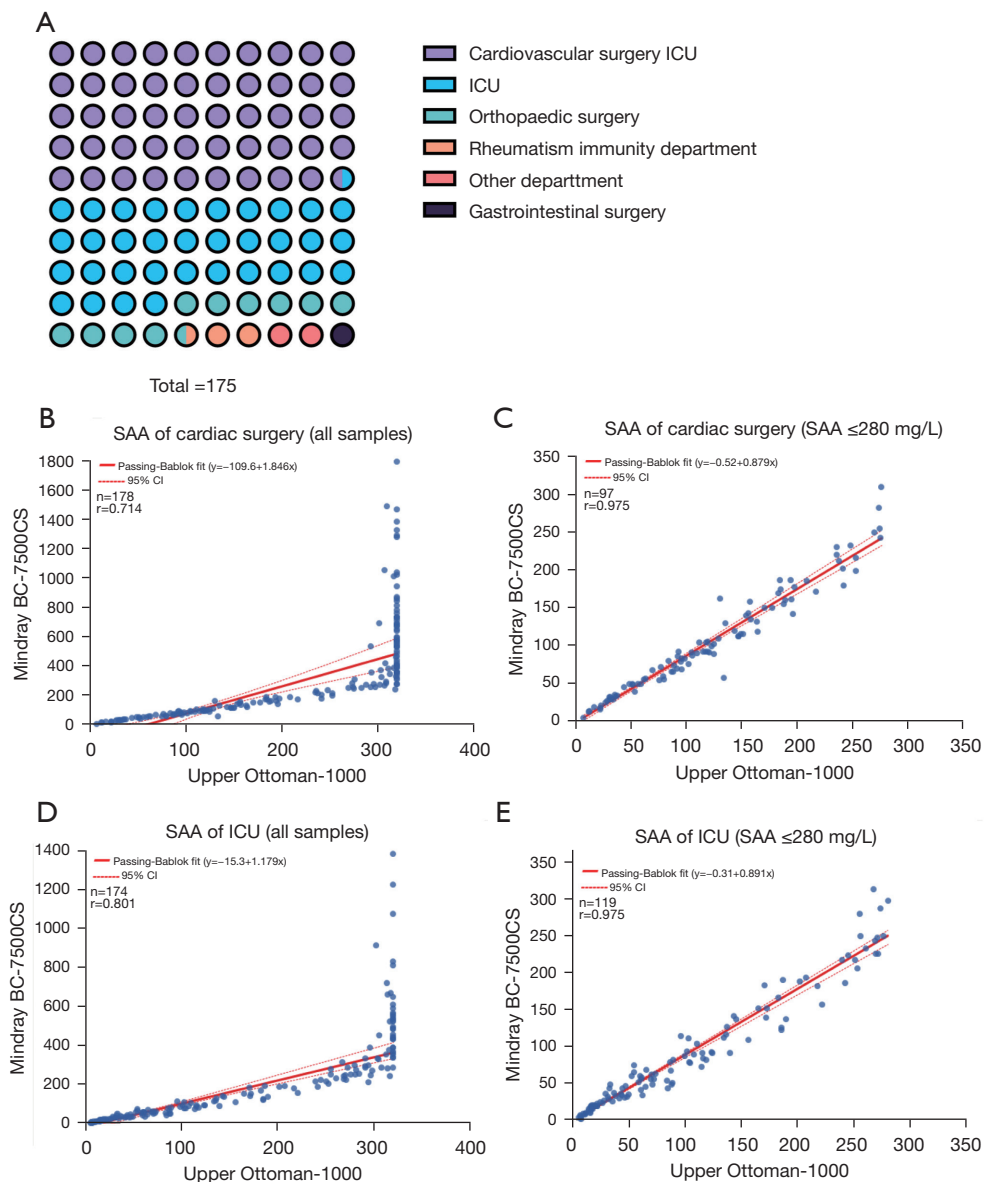 A
Cardiovascular surgery ICU
ICU
Orthopaedic surgery
Rheumatism immunity department
Other departtment
Gastrointestinal surgery
Total =175
B
SAA of cardiac surgery (all samples)
Passing-Bablok fit (y=−109.6+1.846x)
95% CI
n=178
r=0.714
Mindray BC-7500CS
1800
1600
1400
1200
1000
800
600
400
200
0
0 100 200 300 400
Upper Ottoman-1000
C
SAA of cardiac surgery (SAA ≤280 mg/L)
Passing-Bablok fit (y=−0.52+0.879x)
95% CI
n=97
r=0.975
Mindray BC-7500CS
350
300
250
200
150
100
50
0
0 50 100 150 200 250 300 350
Upper Ottoman-1000
D
SAA of ICU (all samples)
Passing-Bablok fit (y=−15.3+1.179x)
95% CI
n=174
r=0.801
Mindray BC-7500CS
1400
1200
1000
800
600
400
200
0
0 100 200 300 400
Upper Ottoman-1000
E
SAA of ICU (SAA ≤280 mg/L)
Passing-Bablok fit (y=−0.31+0.891x)
95% CI
n=119
r=0.975
Mindray BC-7500CS
350
300
250
200
150
100
50
0
0 50 100 150 200 250 300 350
Upper Ottoman-1000